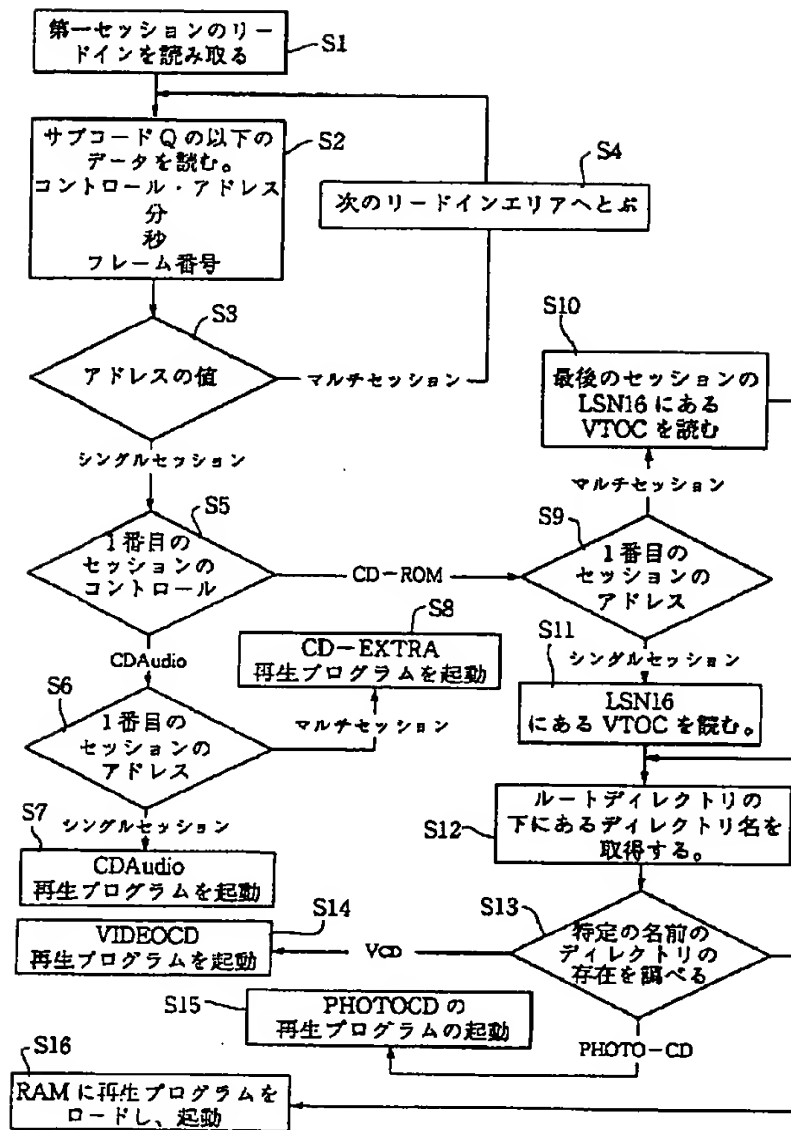 第一セッションのリー
ドインを読み取る
S1
サブコードQの以下の
データを読む。
コントロール・アドレス
分
秒
フレーム番号
S2
S4
次のリードインエリアへとぶ
S3
アドレスの値
マルチセッション
シングルセッション
S10
最後のセッションの
LSN16にある
VTOCを読む
マルチセッション
S5
1番目の
セッションの
コントロール
CD-ROM
S9
1番目の
セッションの
アドレス
CDAudio
S8
CD-EXTRA
再生プログラムを起動
S11
シングルセッション
LSN16
にあるVTOCを読む。
S6
1番目の
セッションの
アドレス
マルチセッション
シングルセッション
S7
CDAudio
再生プログラムを起動
S12
ルートディレクトリの
下にあるディレクトリ名を
取得する。
S13
特定の名前の
ディレクトリの
存在を調べる
VCD
S14
VIDEOCD
再生プログラムを起動
S15
PHOTOCDの
再生プログラムの起動
PHOTO-CD
S16
RAMに再生プログラムを
ロードし、起動